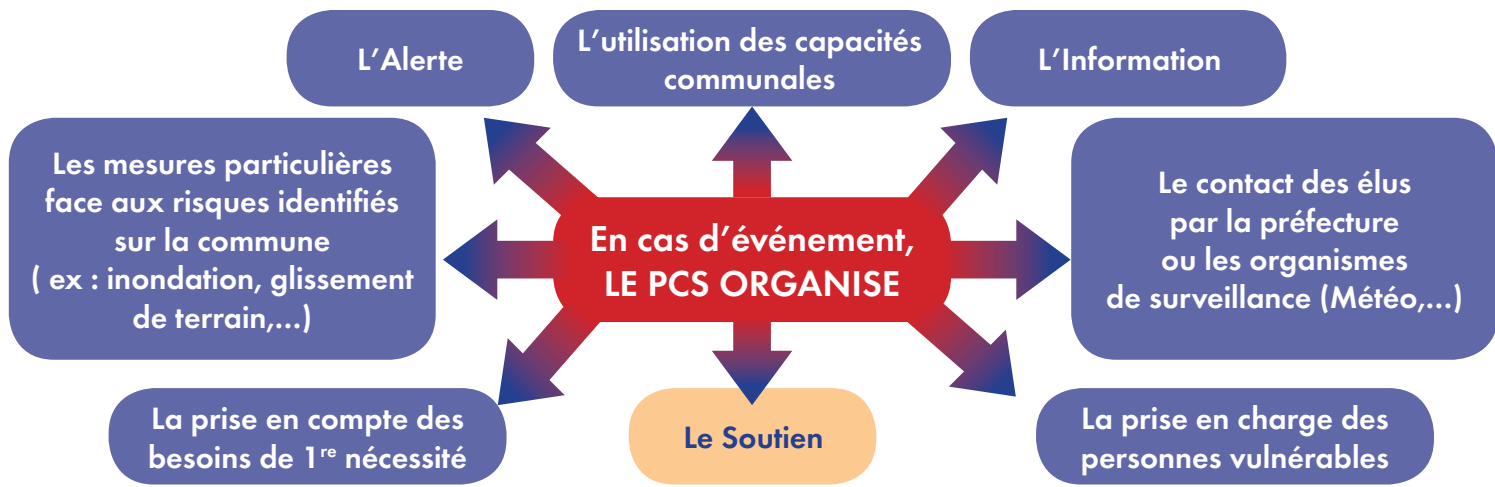 L'Alerte
L'utilisation des capacités
communales
L'Information
Les mesures particulières
face aux risques identifiés
sur la commune
( ex : inondation, glissement
de terrain,...)
En cas d'événement,
LE PCS ORGANISE
Le contact des élus
par la préfecture
ou les organismes
de surveillance (Météo,...)
La prise en compte des
besoins de 1re nécessité
Le Soutien
La prise en charge des
personnes vulnérables